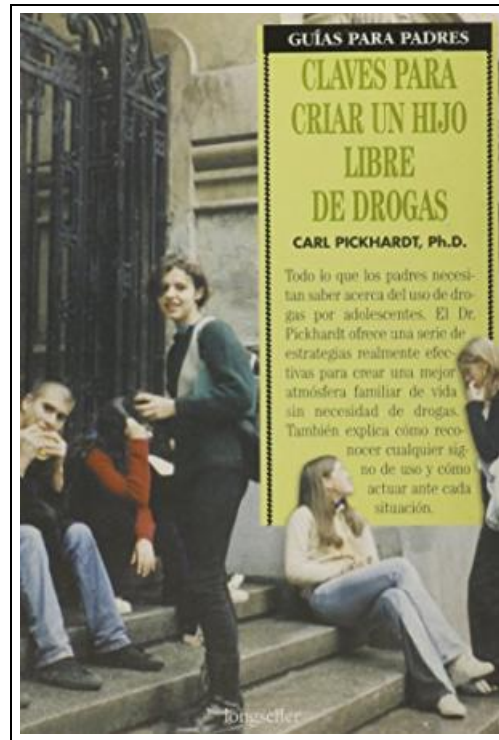 GUÍAS PARA PADRES
CLAVES PARA
CRIAR UN HIJO
LIBRE
DE DROGAS
CARL PICKHARDT, Ph.D.
Todo lo que los padres necesi-
tan saber acerca del uso de dro-
gas por adolescentes. El Dr.
Pickhardt ofrece una serie de
estrategias realmente efec-
tivas para crear una mejor
atmósfera familiar de vida
sin necesidad de drogas.
También explica cómo reco-
nocer cualquier sig-
no de uso y cómo
actuar ante cada
situación.
longseller